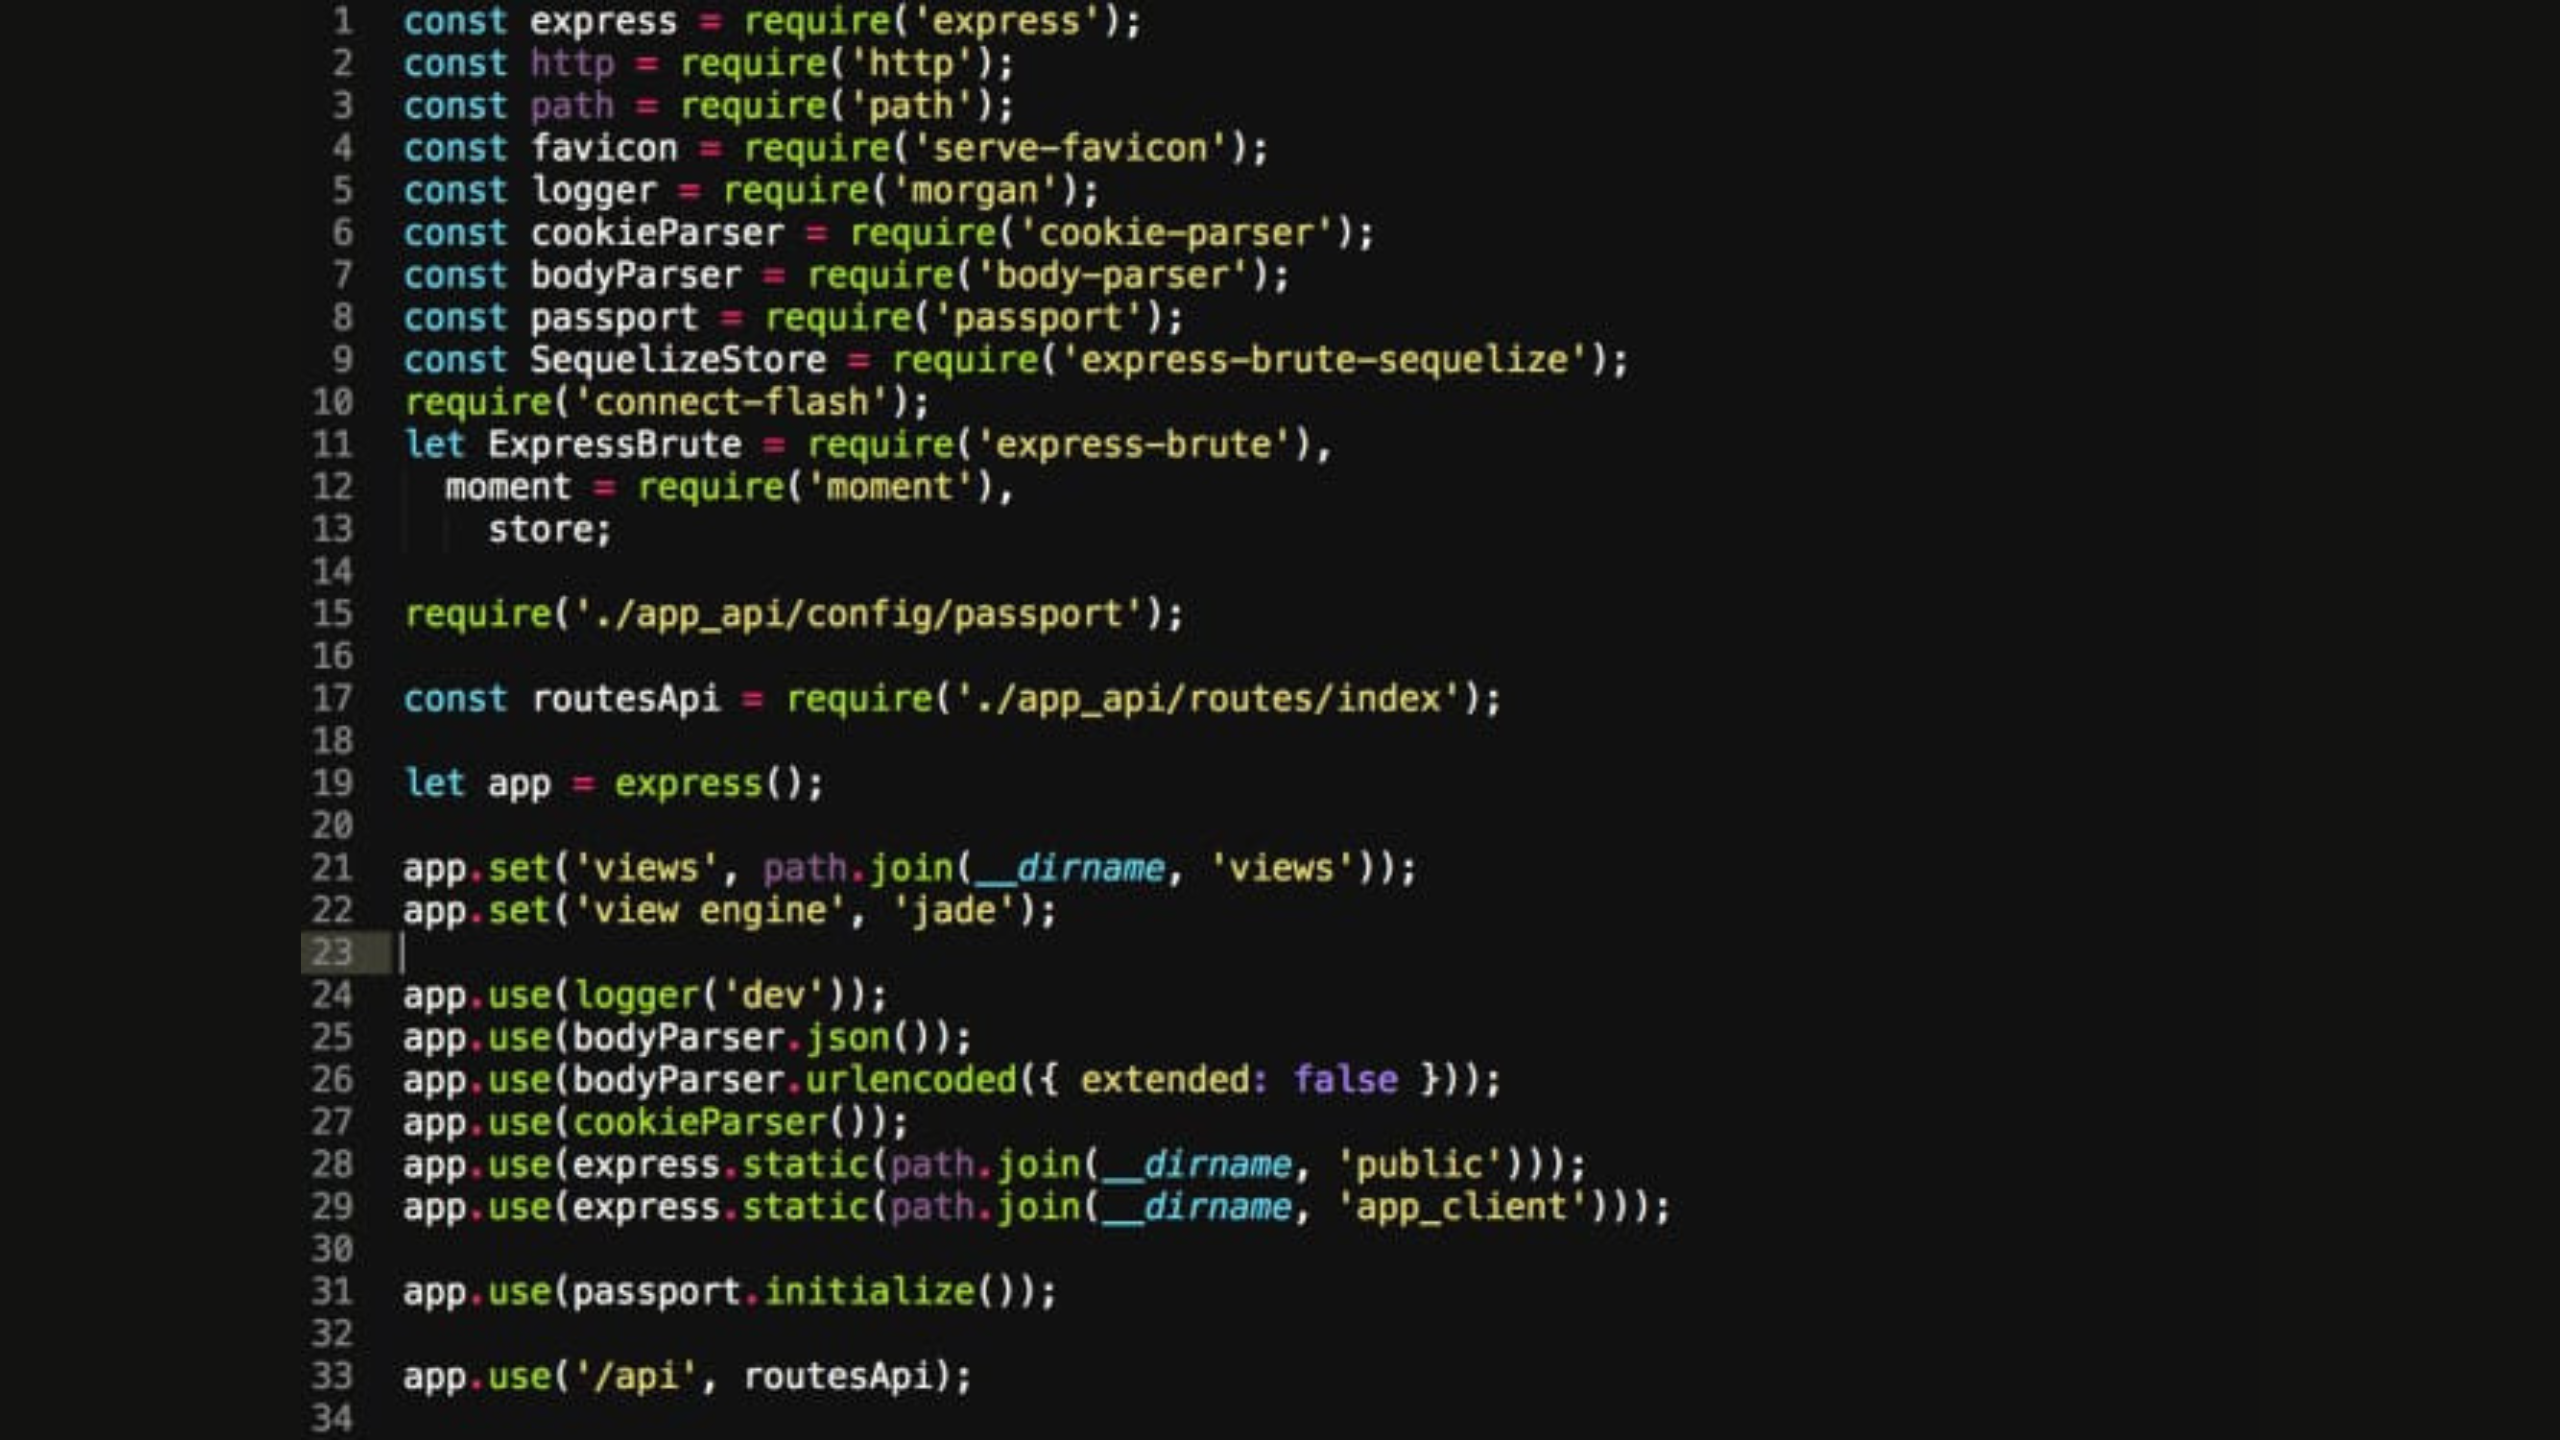 1 const express = require('express');
2 const http = require('http');
3 const path = require('path');
4 const favicon = require('serve-favicon');
5 const logger = require('morgan');
6 const cookieParser = require('cookie-parser');
7 const bodyParser = require('body-parser');
8 const passport = require('passport');
9 const SequelizeStore = require('express-brute-sequelize');
10 require('connect-flash');
11 let ExpressBrute = require('express-brute'),
12   moment = require('moment'),
13     store;
14
15 require('./app_api/config/passport');
16
17 const routesApi = require('./app_api/routes/index');
18
19 let app = express();
20
21 app.set('views', path.join(__dirname, 'views'));
22 app.set('view engine', 'jade');
23
24 app.use(logger('dev'));
25 app.use(bodyParser.json());
26 app.use(bodyParser.urlencoded({ extended: false }));
27 app.use(cookieParser());
28 app.use(express.static(path.join(__dirname, 'public')));
29 app.use(express.static(path.join(__dirname, 'app_client')));
30
31 app.use(passport.initialize());
32
33 app.use('/api', routesApi);
34